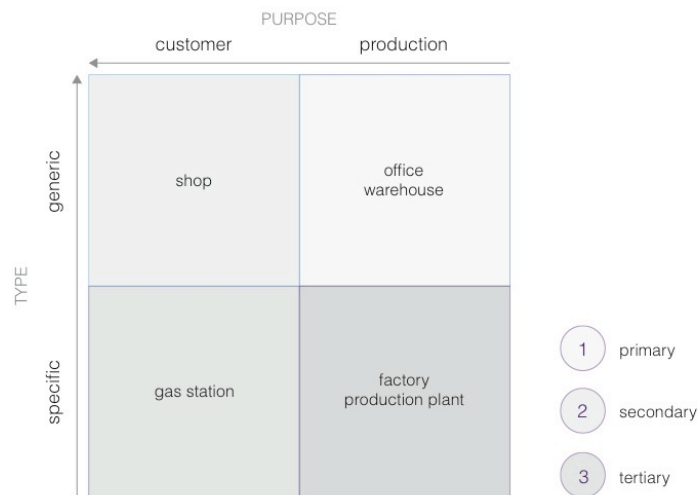 PURPOSE
customer production
generic
shop
office
warehouse
TYPE
specific
gas station
factory
production plant
1 primary
2 secondary
3 tertiary